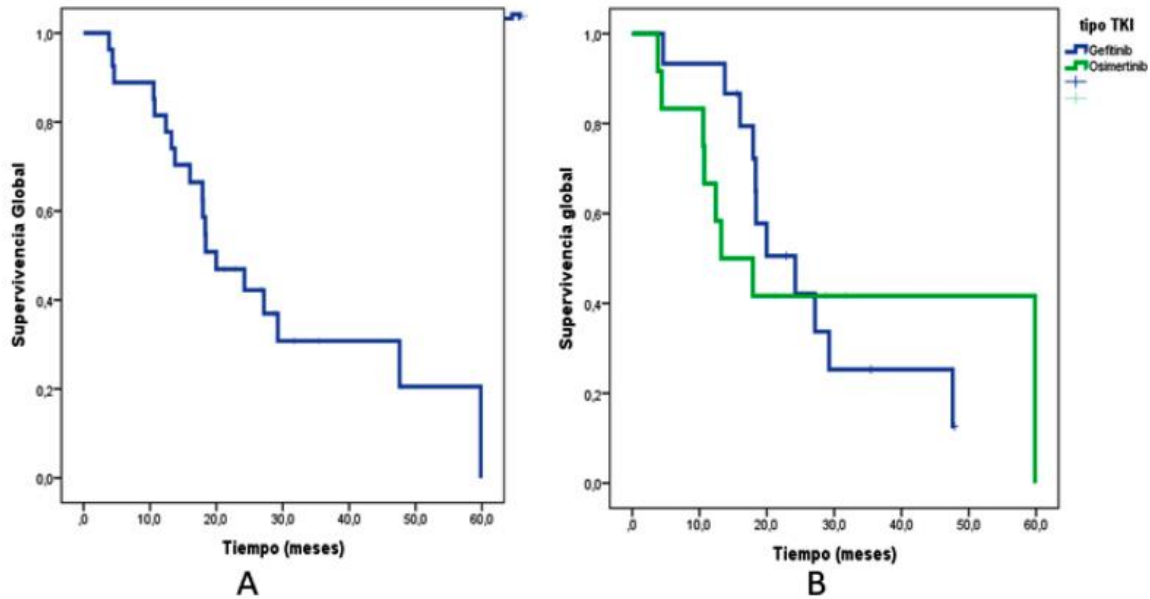 Supervivencia Global
1,0
0,8
0,6
0,4
0,2
0,0
,0 10,0 20,0 30,0 40,0 50,0 60,0
Tiempo (meses)
A
Supervivencia global
1,0
0,8
0,6
0,4
0,2
0,0
,0 10,0 20,0 30,0 40,0 50,0 60,0
Tiempo (meses)
B
tipo TKI
Gefitinib
Osimertinib